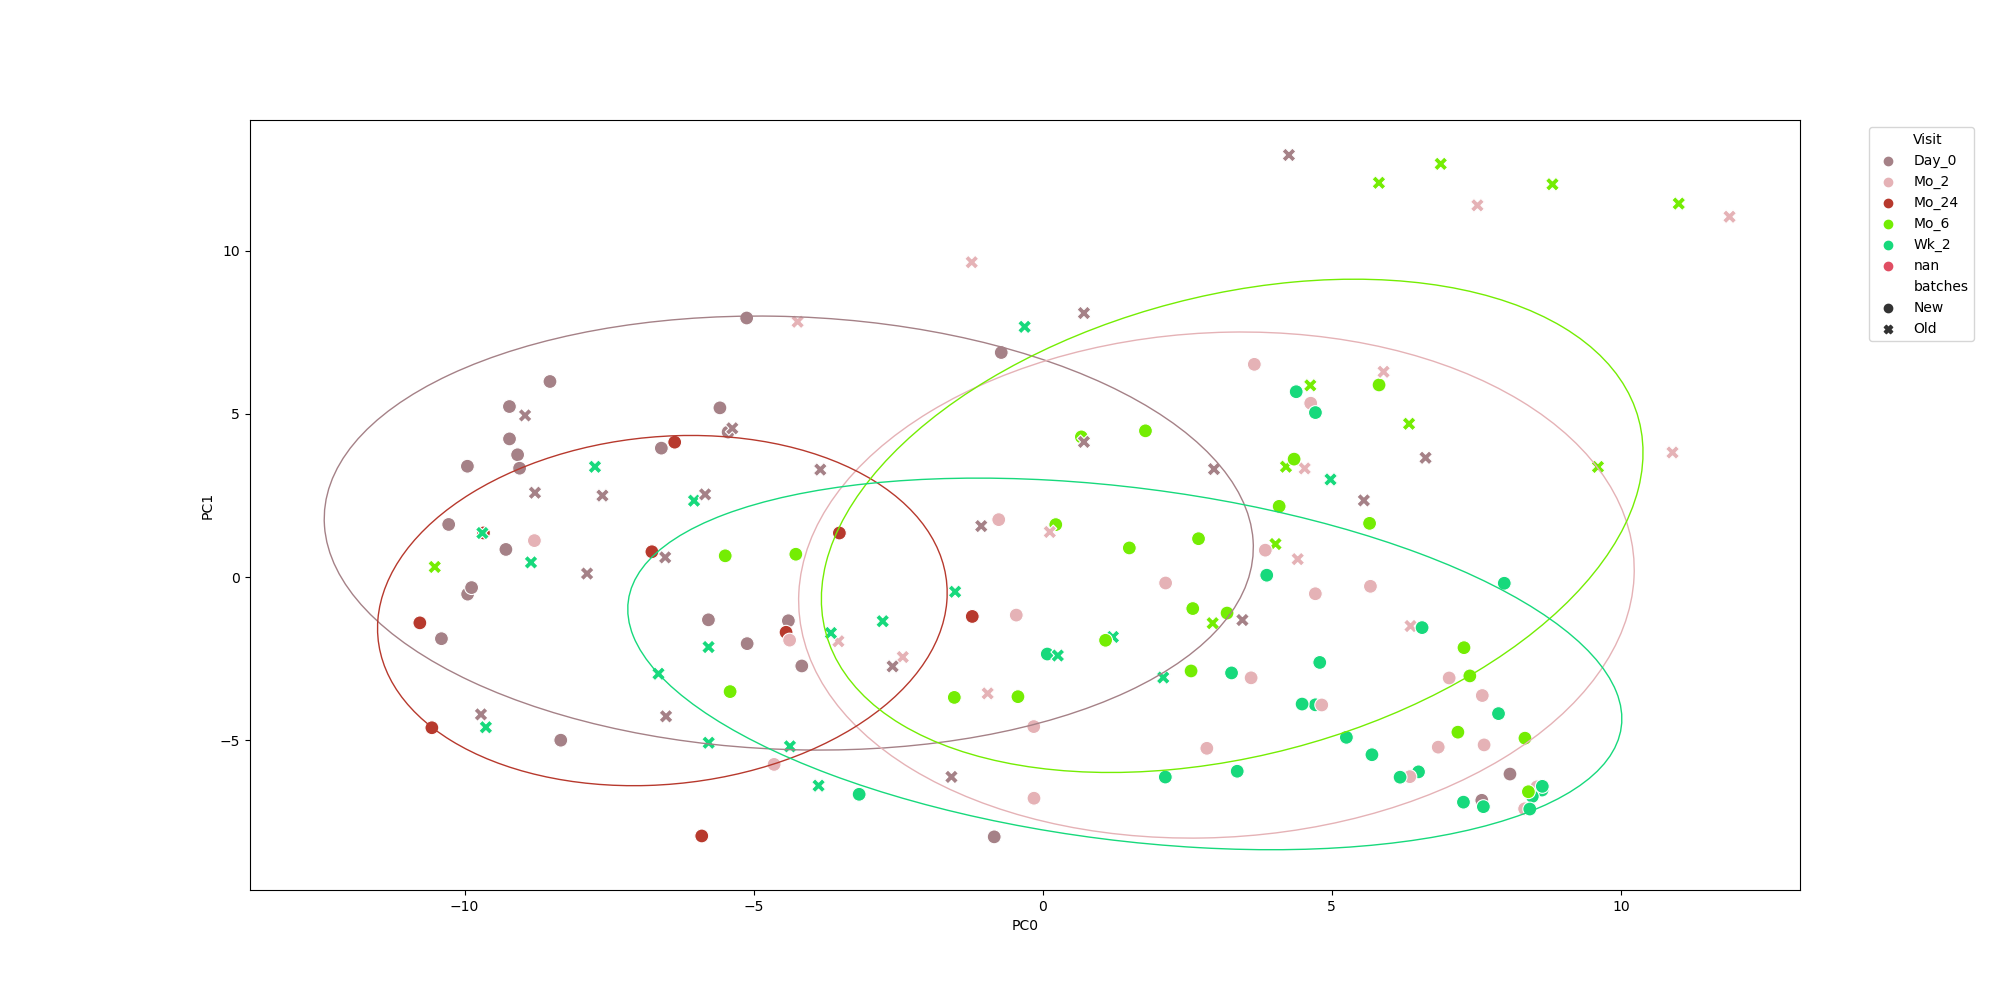 Visit
Day_0
Mo_2
Mo_24
Mo_6
Wk_2
nan
batches
New
Old
10
5
0
−5
PC1
−10
−5
0
5
10
PC0